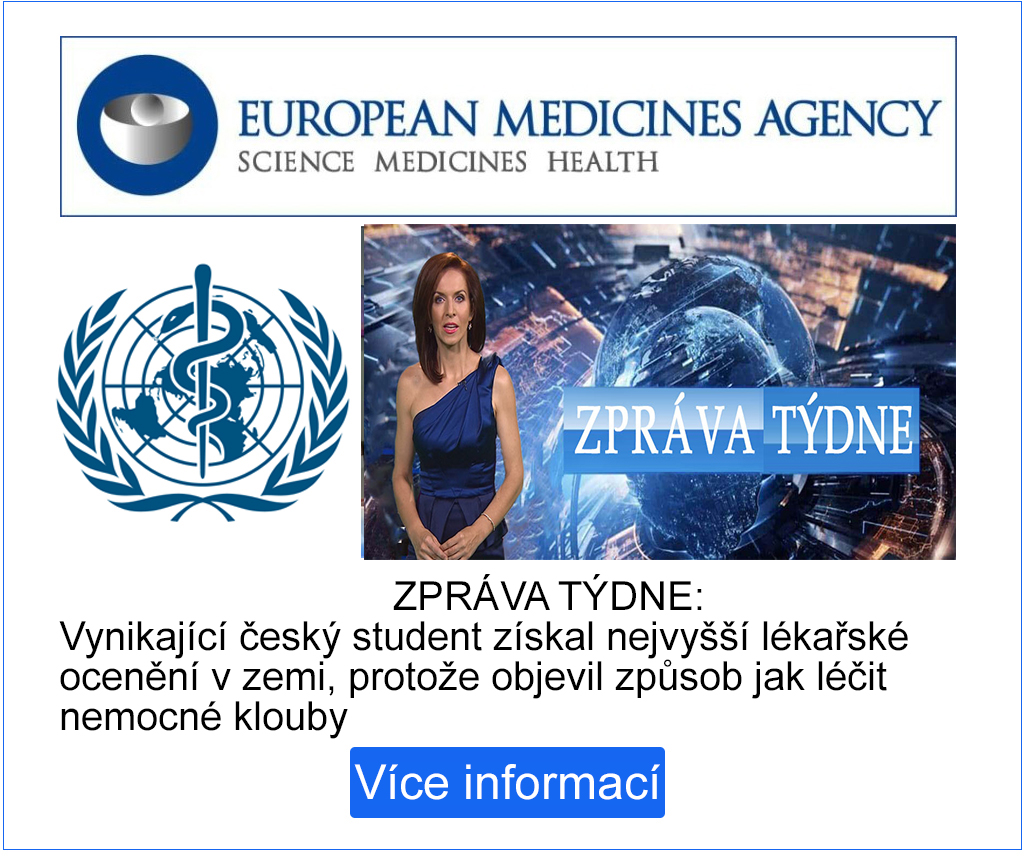 EUROPEAN MEDICINES AGENCY
SCIENCE MEDICINES HEALTH
ZPRÁVA TÝDNE
ZPRÁVA TÝDNE:
Vynikající český student získal nejvyšší lékařské
ocenění v zemi, protože objevil způsob jak léčit
nemocné klouby
Více informací